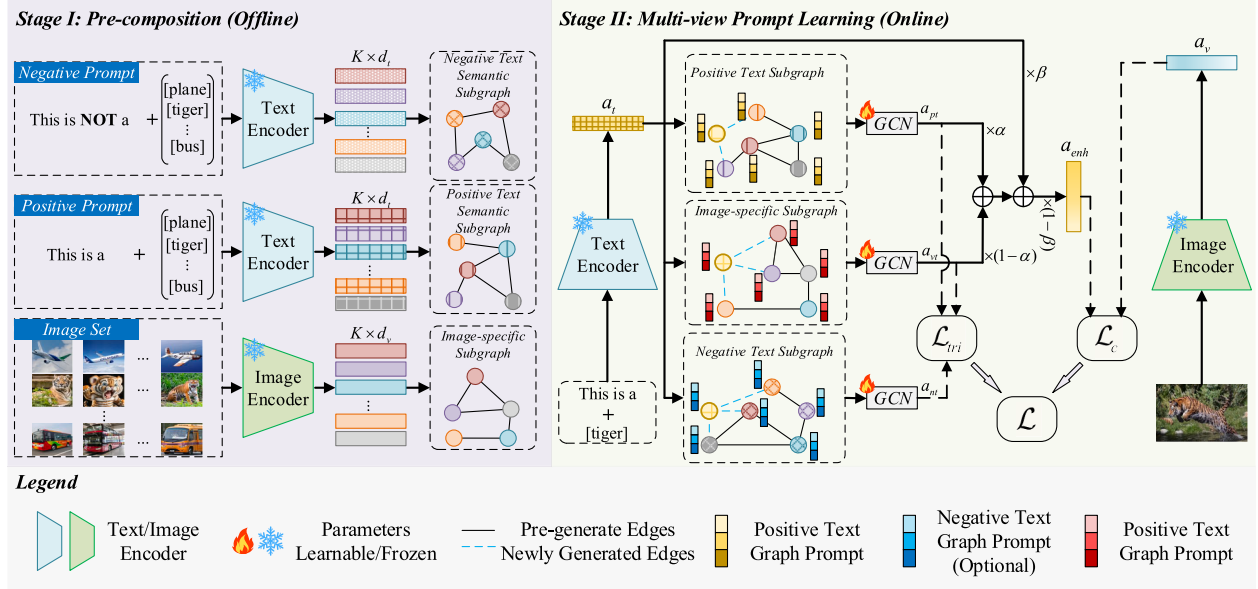 Stage I: Pre-composition (Offline)
Negative Prompt
This is NOT a
+
[plane]
[tiger]
⋮
[bus]
Text
Encoder
K × d_t
⋮
Negative Text
Semantic
Subgraph
Positive Prompt
This is a
+
[plane]
[tiger]
⋮
[bus]
Text
Encoder
K × d_t
⋮
Positive Text
Semantic
Subgraph
Image Set
...
...
...
Image
Encoder
K × d_v
⋮
Image-specific
Subgraph
Stage II: Multi-view Prompt Learning (Online)
a_t
Text
Encoder
This is a
+
[tiger]
Positive Text Subgraph
GCN
a_pt
×α
×β
Image-specific Subgraph
GCN
a_vt
×(1−α)
×(1−β)
a_enh
Negative Text Subgraph
GCN
a_nt
ℒ_tri
ℒ_c
ℒ
a_v
Image
Encoder
Legend
Text/Image
Encoder
Parameters
Learnable/Frozen
Pre-generate Edges
Newly Generated Edges
Positive Text
Graph Prompt
Negative Text
Graph Prompt
(Optional)
Positive Text
Graph Prompt